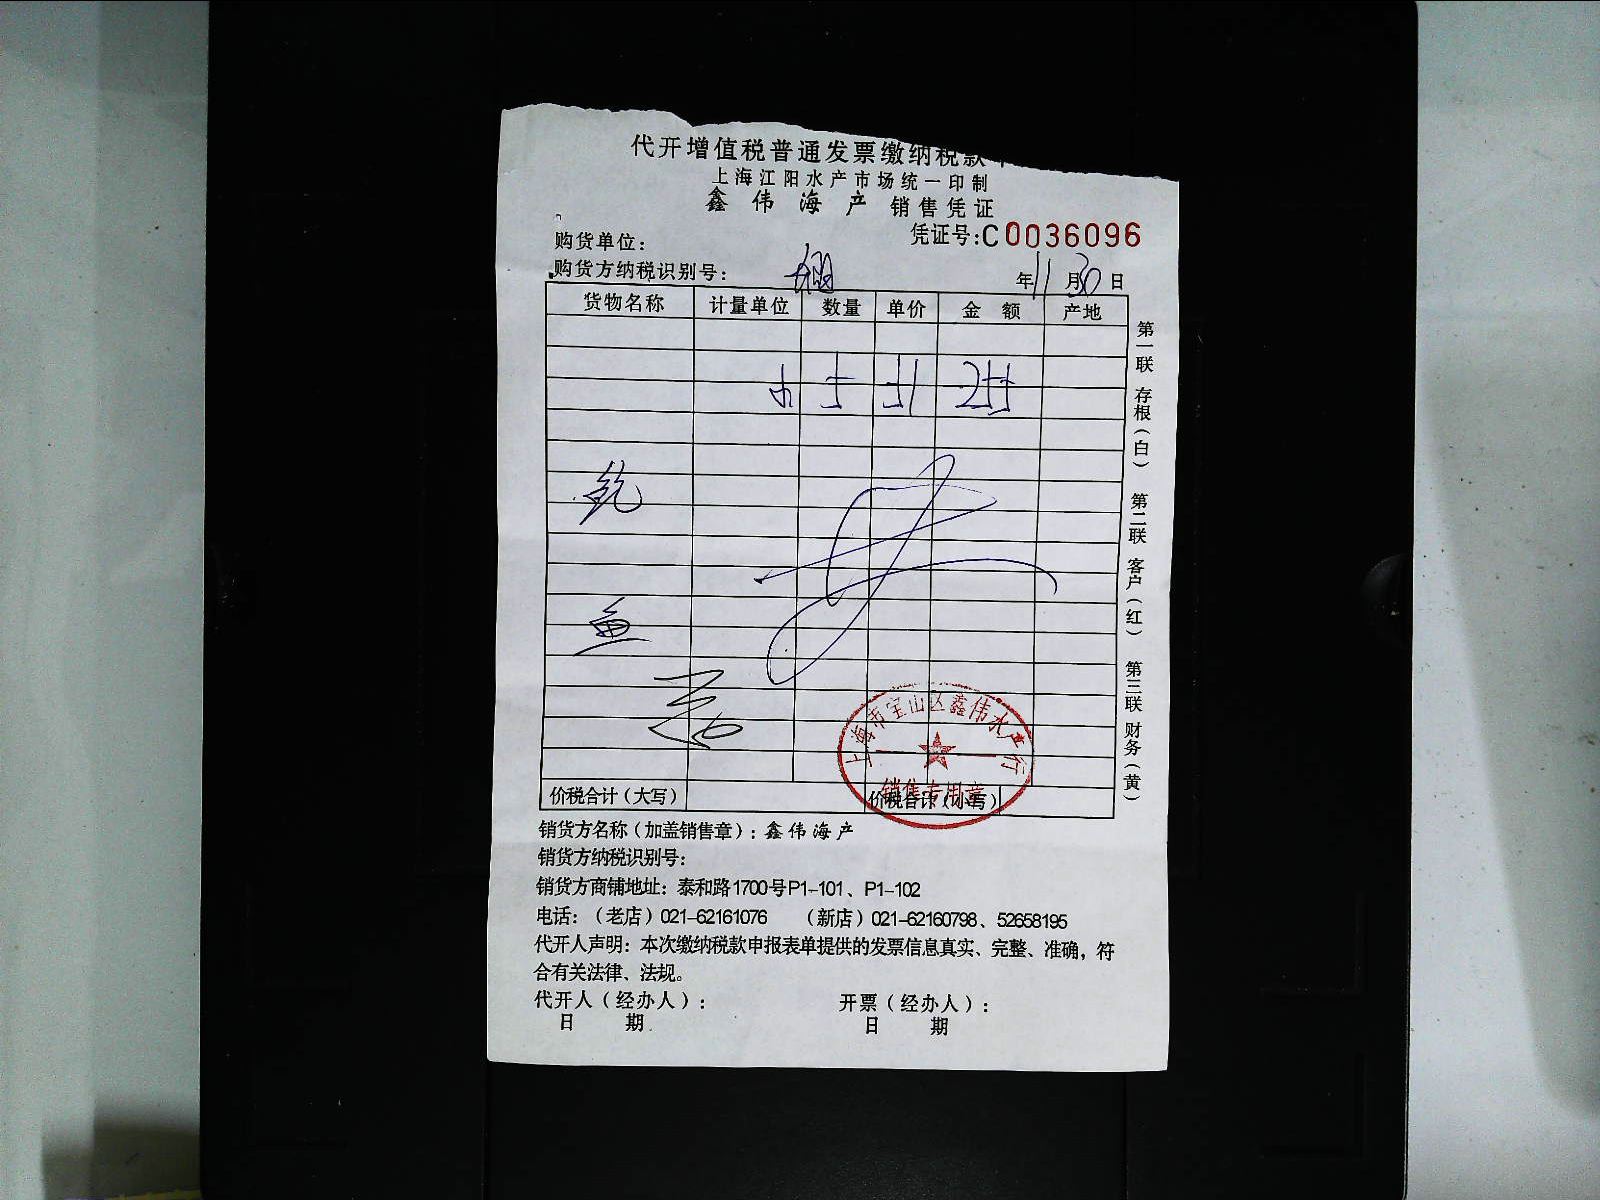 代开增值税普通发票缴纳税款
上海江阳水产市场统一印制
鑫伟海产销售凭证
凭证号:C0036096
购货单位:
购货方纳税识别号:
年11月30日
货物名称 计量单位 数量 单价 金额 产地
鱼
价税合计(大写) 价税合计(小写)
上海市宝山区鑫伟水产行
销售专用章
第一联 存根(白) 第二联 客户(红) 第三联 财务(黄)
销货方名称(加盖销售章):鑫伟海产
销货方纳税识别号:
销货方商铺地址:泰和路1700号P1-101、P1-102
电话:(老店)021-62161076 (新店)021-62160798、52658195
代开人声明:本次缴纳税款申报表单提供的发票信息真实、完整、准确,符
合有关法律、法规。
代开人(经办人): 开票(经办人):
日期 日期